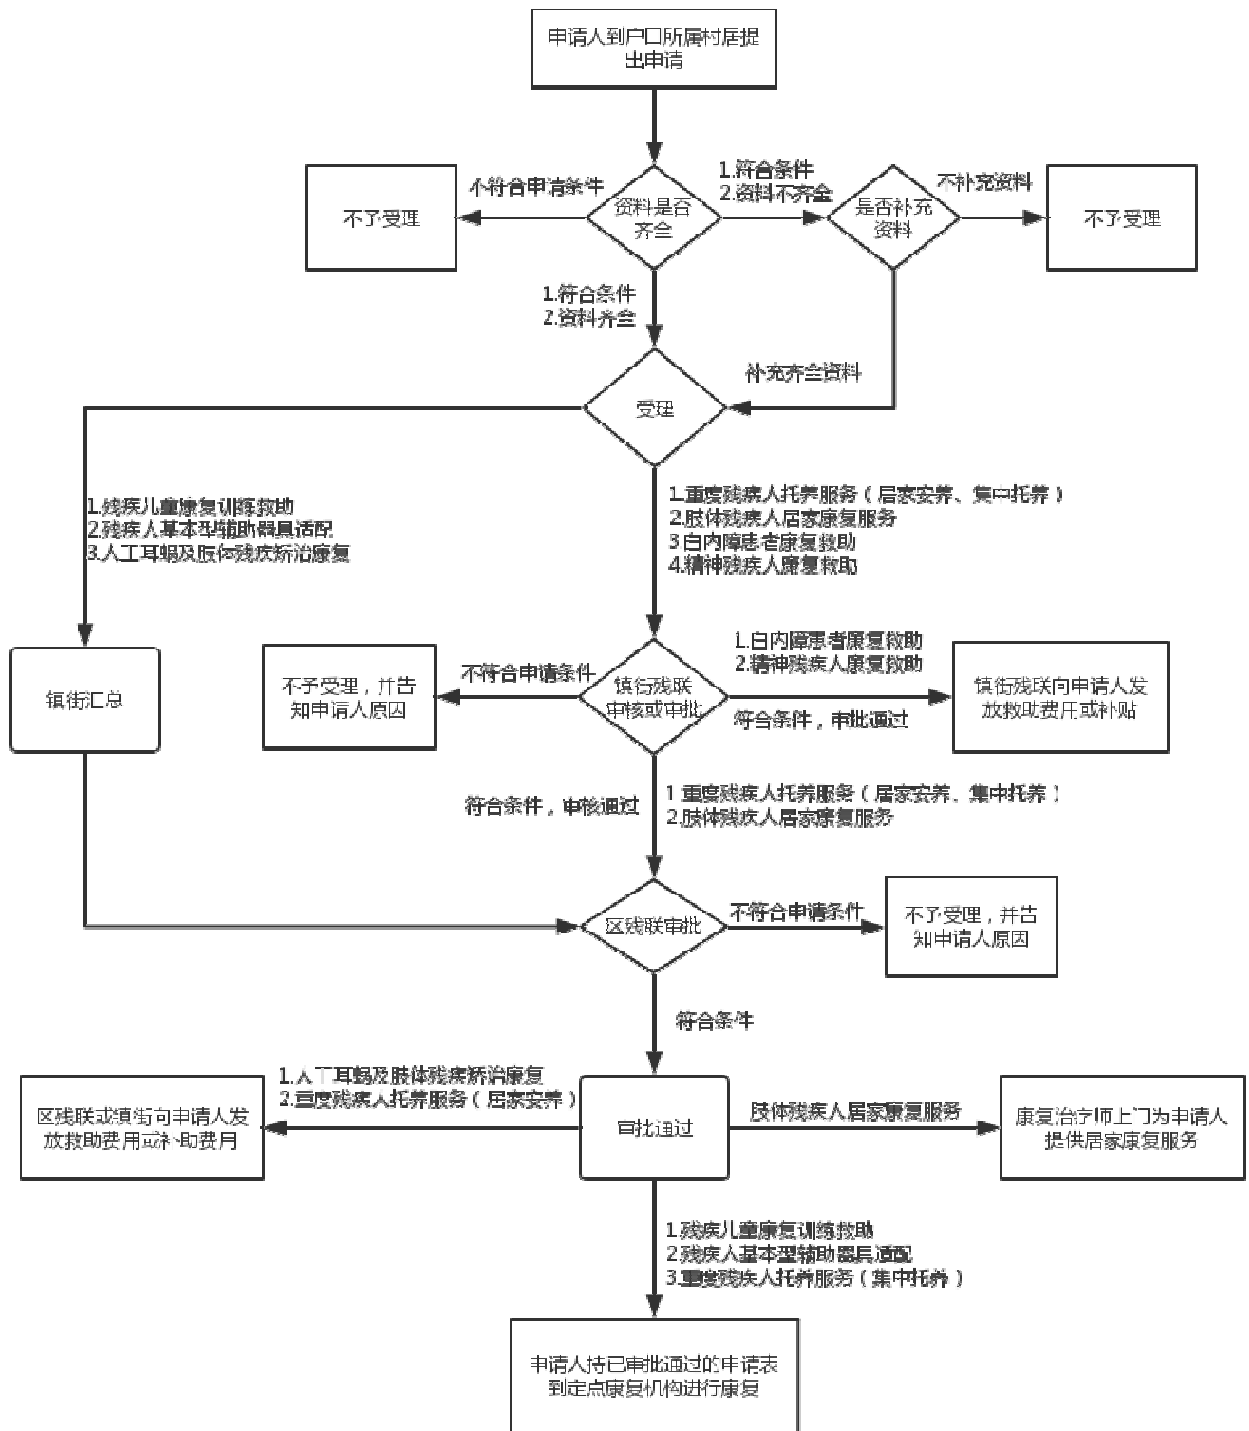 申请人到户口所属村居提
出申请
不符合申请条件
1.符合条件
2.资料不齐全
不补充资料
不予受理
资料是否
齐全
是否补充
资料
不予受理
1.符合条件
2.资料齐全
补充齐全资料
受理
1.残疾儿童康复训练救助
2.残疾人基本型辅助器具适配
3.人工耳蜗及肢体残疾矫治康复
1.重度残疾人托养服务（居家安养、集中托养）
2.肢体残疾人居家康复服务
3白内障患者康复救助
4.精神残疾人康复救助
镇街汇总
不符合申请条件
不予受理，并告
知申请人原因
镇街残联
审核或审批
1.白内障患者康复救助
2.精神残疾人康复救助
符合条件，审批通过
镇街残联向申请人发
放救助费用或补贴
符合条件，审核通过
1重度残疾人托养服务（居家安养、集中托养）
2.肢体残疾人居家康复服务
区残联审批
不符合申请条件
不予受理，并告
知申请人原因
符合条件
1.人工耳蜗及肢体残疾矫治康复
2.重度残疾人托养服务（居家安养）
区残联或镇街向申请人发
放救助费用或补助费用
审批通过
肢体残疾人居家康复服务
康复治疗师上门为申请人
提供居家康复服务
1.残疾儿童康复训练救助
2残疾人基本型辅助器具适配
3.重度残疾人托养服务（集中托养）
申请人持已审批通过的申请表
到定点康复机构进行康复